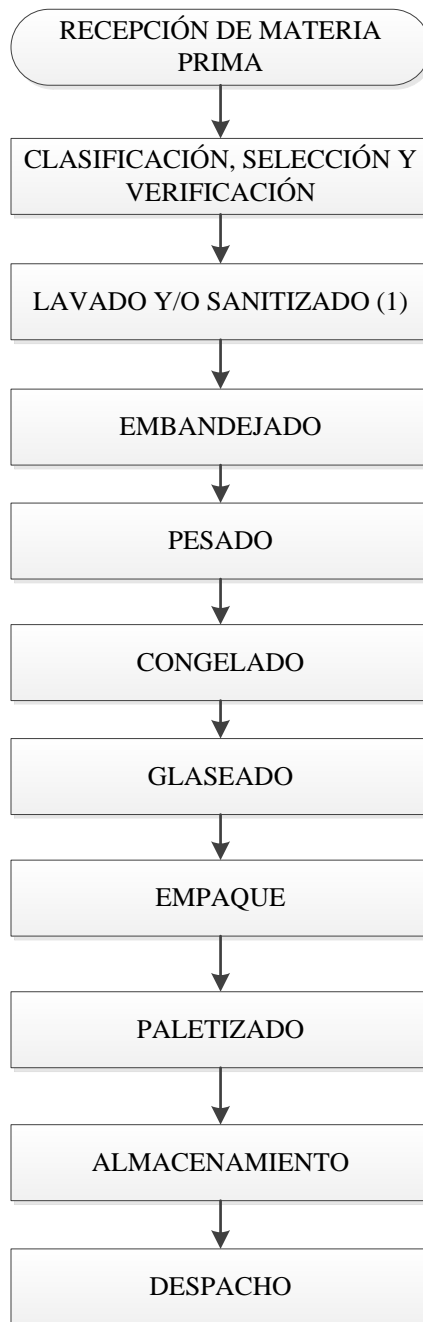 RECEPCIÓN DE MATERIA
PRIMA
CLASIFICACIÓN, SELECCIÓN Y
VERIFICACIÓN
LAVADO Y/O SANITIZADO (1)
EMBANDEJADO
PESADO
CONGELADO
GLASEADO
EMPAQUE
PALETIZADO
ALMACENAMIENTO
DESPACHO